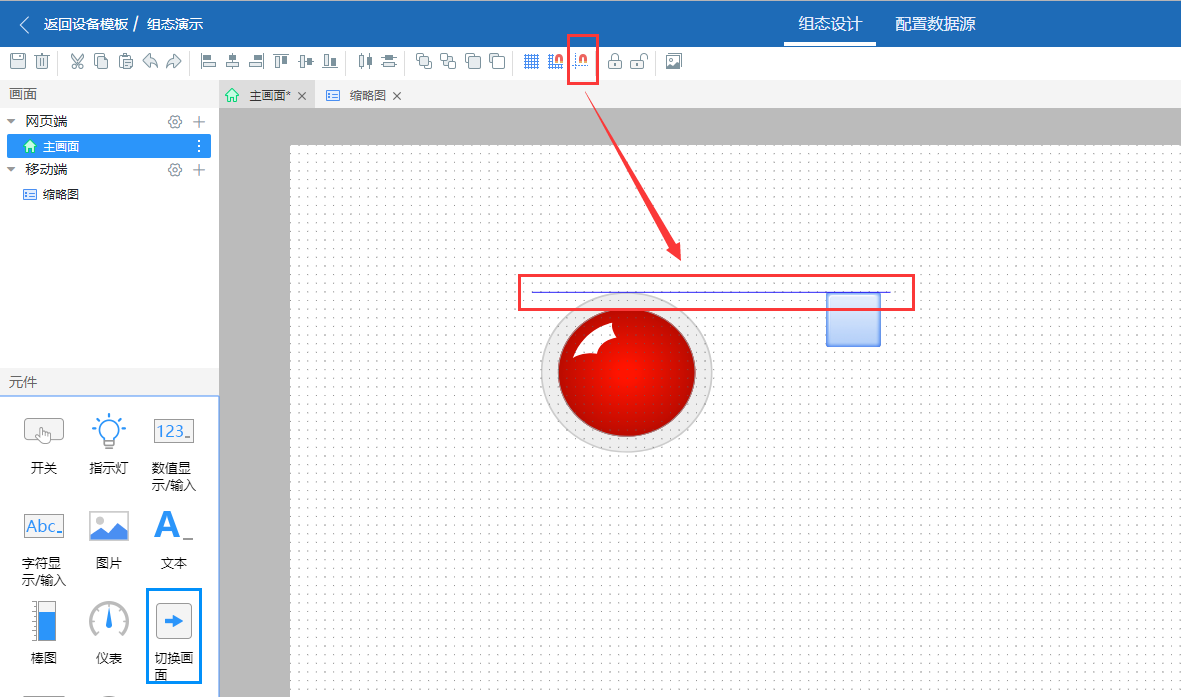 返回设备模板 / 组态演示
组态设计
配置数据源
画面
主画面*
缩略图
网页端
主画面
移动端
缩略图
元件
开关
指示灯
123_
数值显
示/输入
Abc_
字符显
示/输入
图片
A_
文本
棒图
仪表
切换画
面